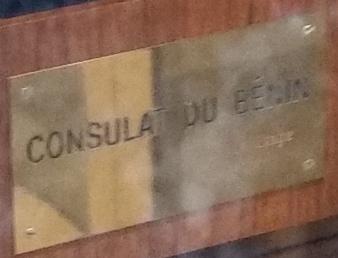 CONSULAT DU BÉNIN